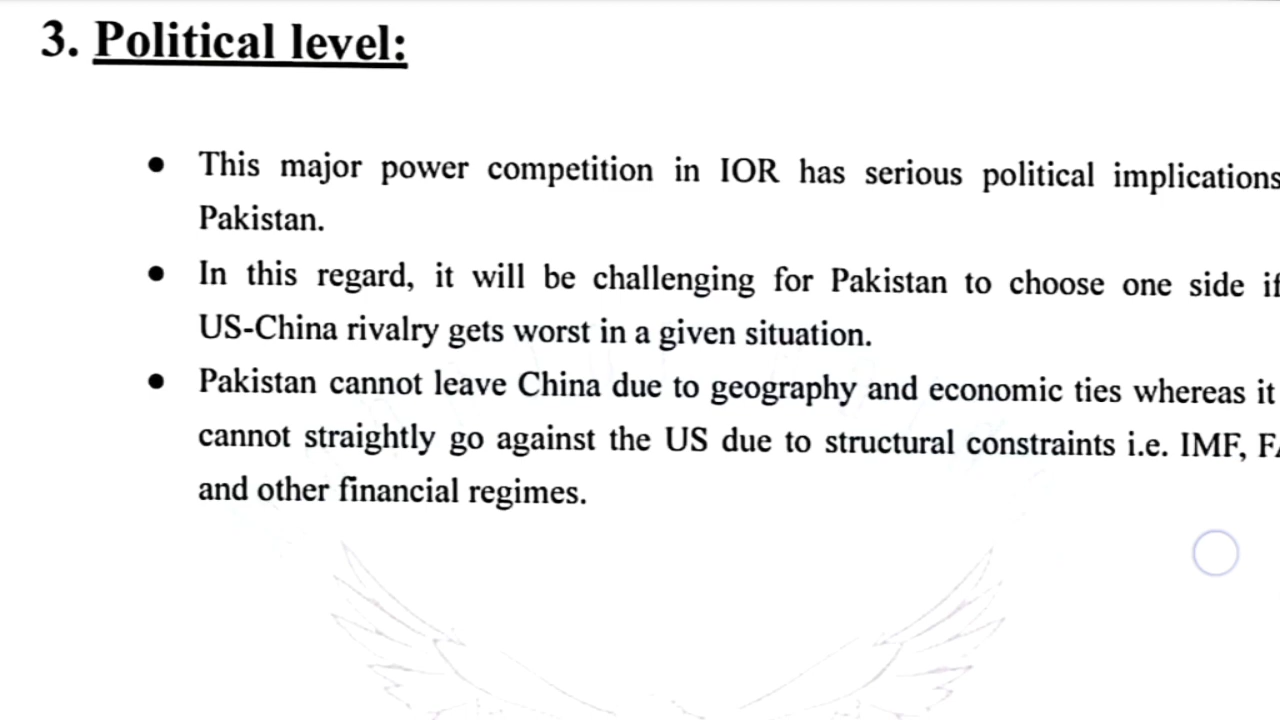 3. Political level:
● This major power competition in IOR has serious political implications
Pakistan.
● In this regard, it will be challenging for Pakistan to choose one side if
US-China rivalry gets worst in a given situation.
● Pakistan cannot leave China due to geography and economic ties whereas it
cannot straightly go against the US due to structural constraints i.e. IMF,
and other financial regimes.